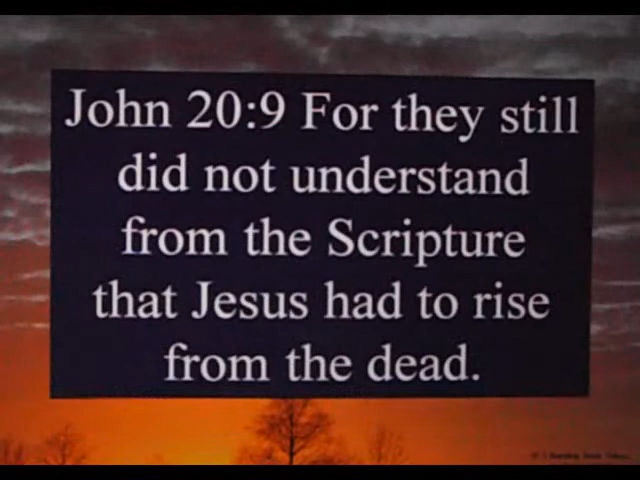 John 20:9 For they still
did not understand
from the Scripture
that Jesus had to rise
from the dead.